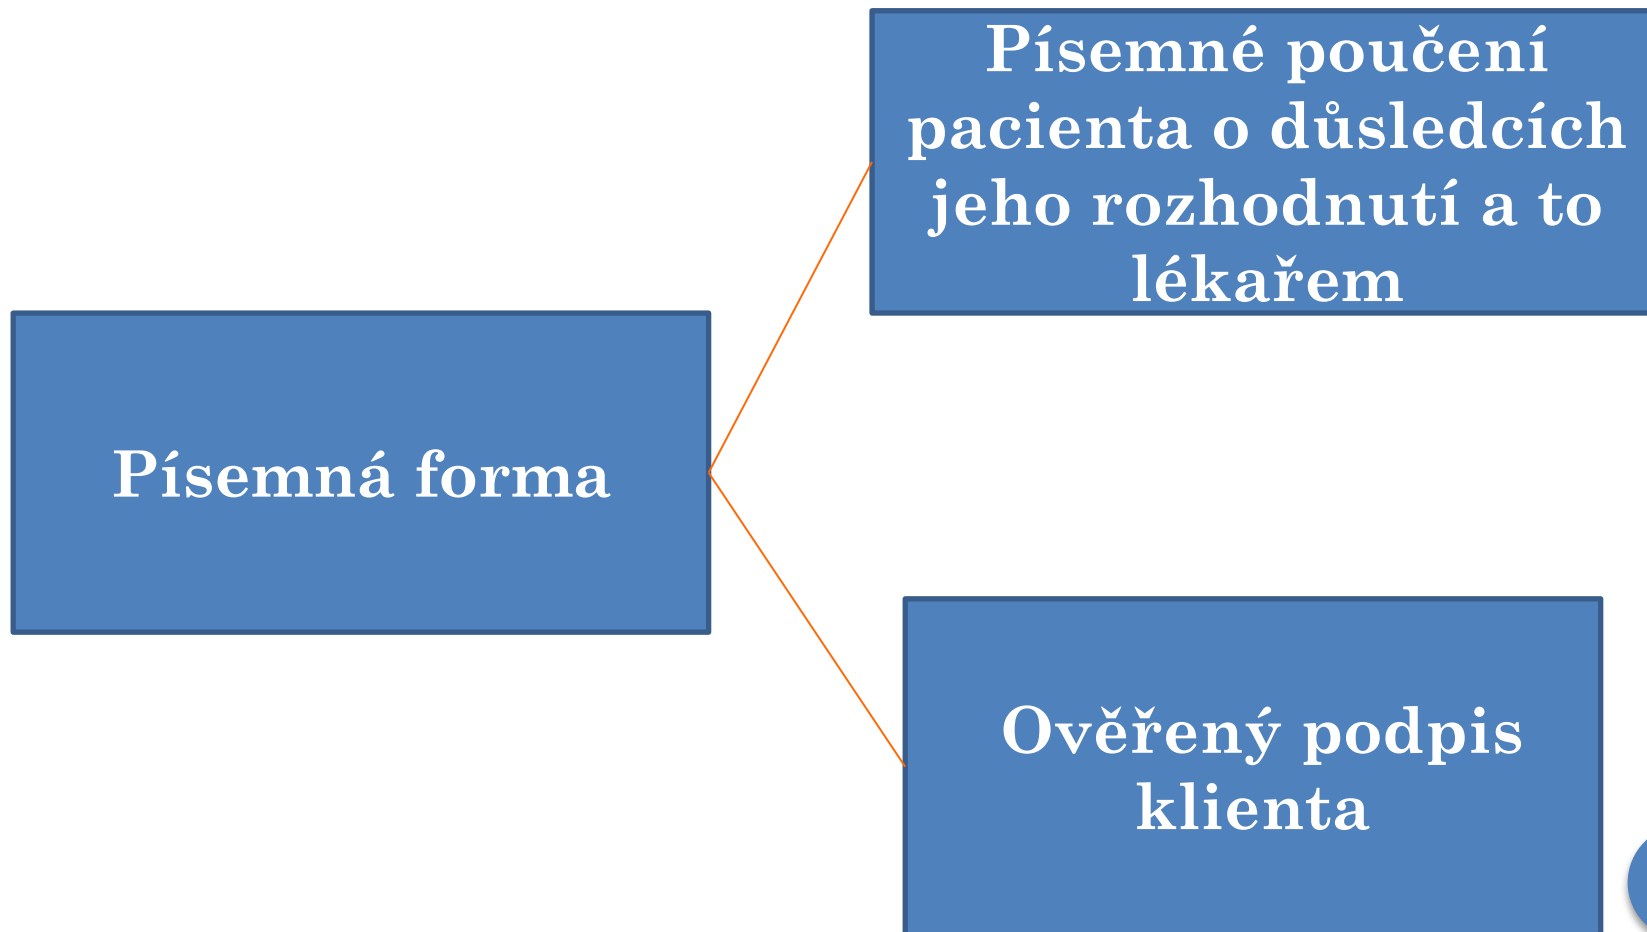 Písemné poučení
pacienta o důsledcích
jeho rozhodnutí a to
lékařem
Písemná forma
Ověřený podpis
klienta